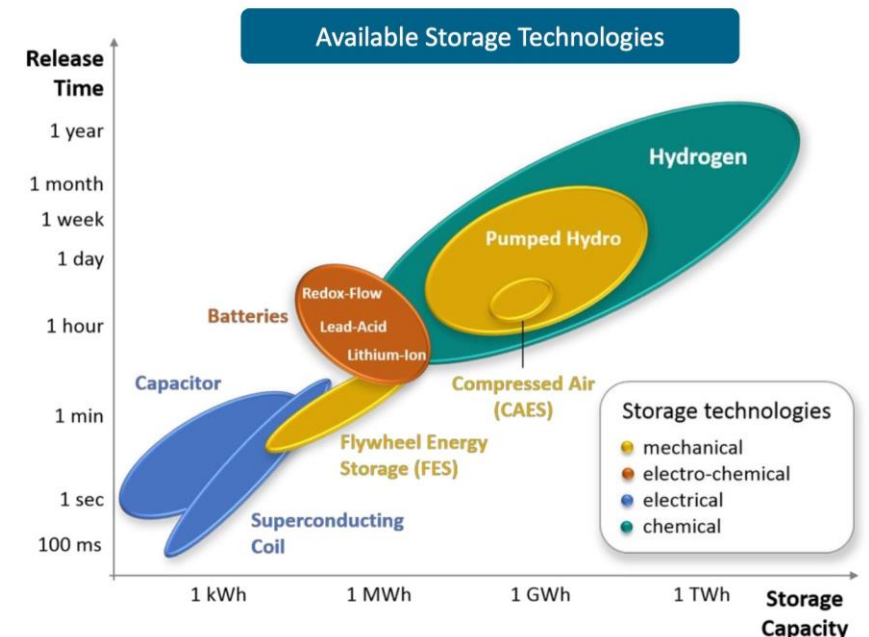 Available Storage Technologies
Release
Time
1 year
1 month
1 week
1 day
1 hour
1 min
1 sec
100 ms
Hydrogen
Pumped Hydro
Redox-Flow
Lead-Acid
Lithium-Ion
Batteries
Capacitor
Compressed Air
(CAES)
Flywheel Energy
Storage (FES)
Superconducting
Coil
Storage technologies
mechanical
electro-chemical
electrical
chemical
1 kWh
1 MWh
1 GWh
1 TWh
Storage
Capacity